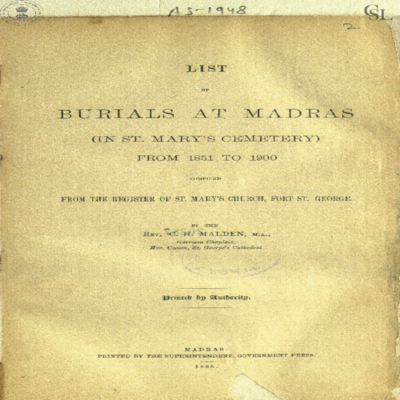 AS-1948
CSL
2
LIST
OF
BURIALS AT MADRAS
(IN ST. MARY'S CEMETERY)
FROM 1851 TO 1900
COMPILED
FROM THE REGISTER OF ST. MARY'S CHURCH, FORT ST. GEORGE.
BY THE
REV. C. H. MALDEN, M.A.,
Garrison Chaplain,
Hon. Canon, St. George's Cathedral.
Printed by Authority.
MADRAS:
PRINTED BY THE SUPERINTENDENT, GOVERNMENT PRESS.